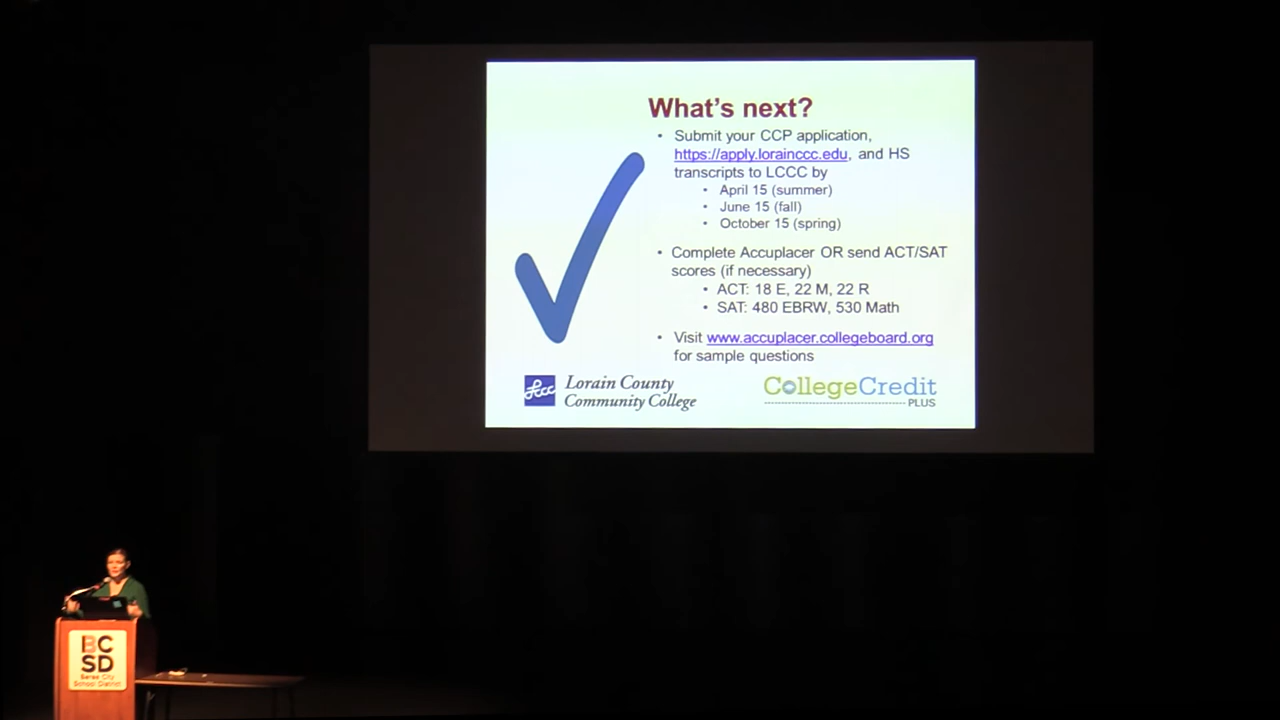 What's next?
• Submit your CCP application,
https://apply.lorainccc.edu, and HS
transcripts to LCCC by
• April 15 (summer)
• June 15 (fall)
• October 15 (spring)
• Complete Accuplacer OR send ACT/SAT
scores (if necessary)
• ACT: 18 E, 22 M, 22 R
• SAT: 480 EBRW, 530 Math
• Visit www.accuplacer.collegeboard.org
for sample questions
lccc
Lorain County
Community College
CollegeCredit
PLUS
BC
SD
Berea City
School District